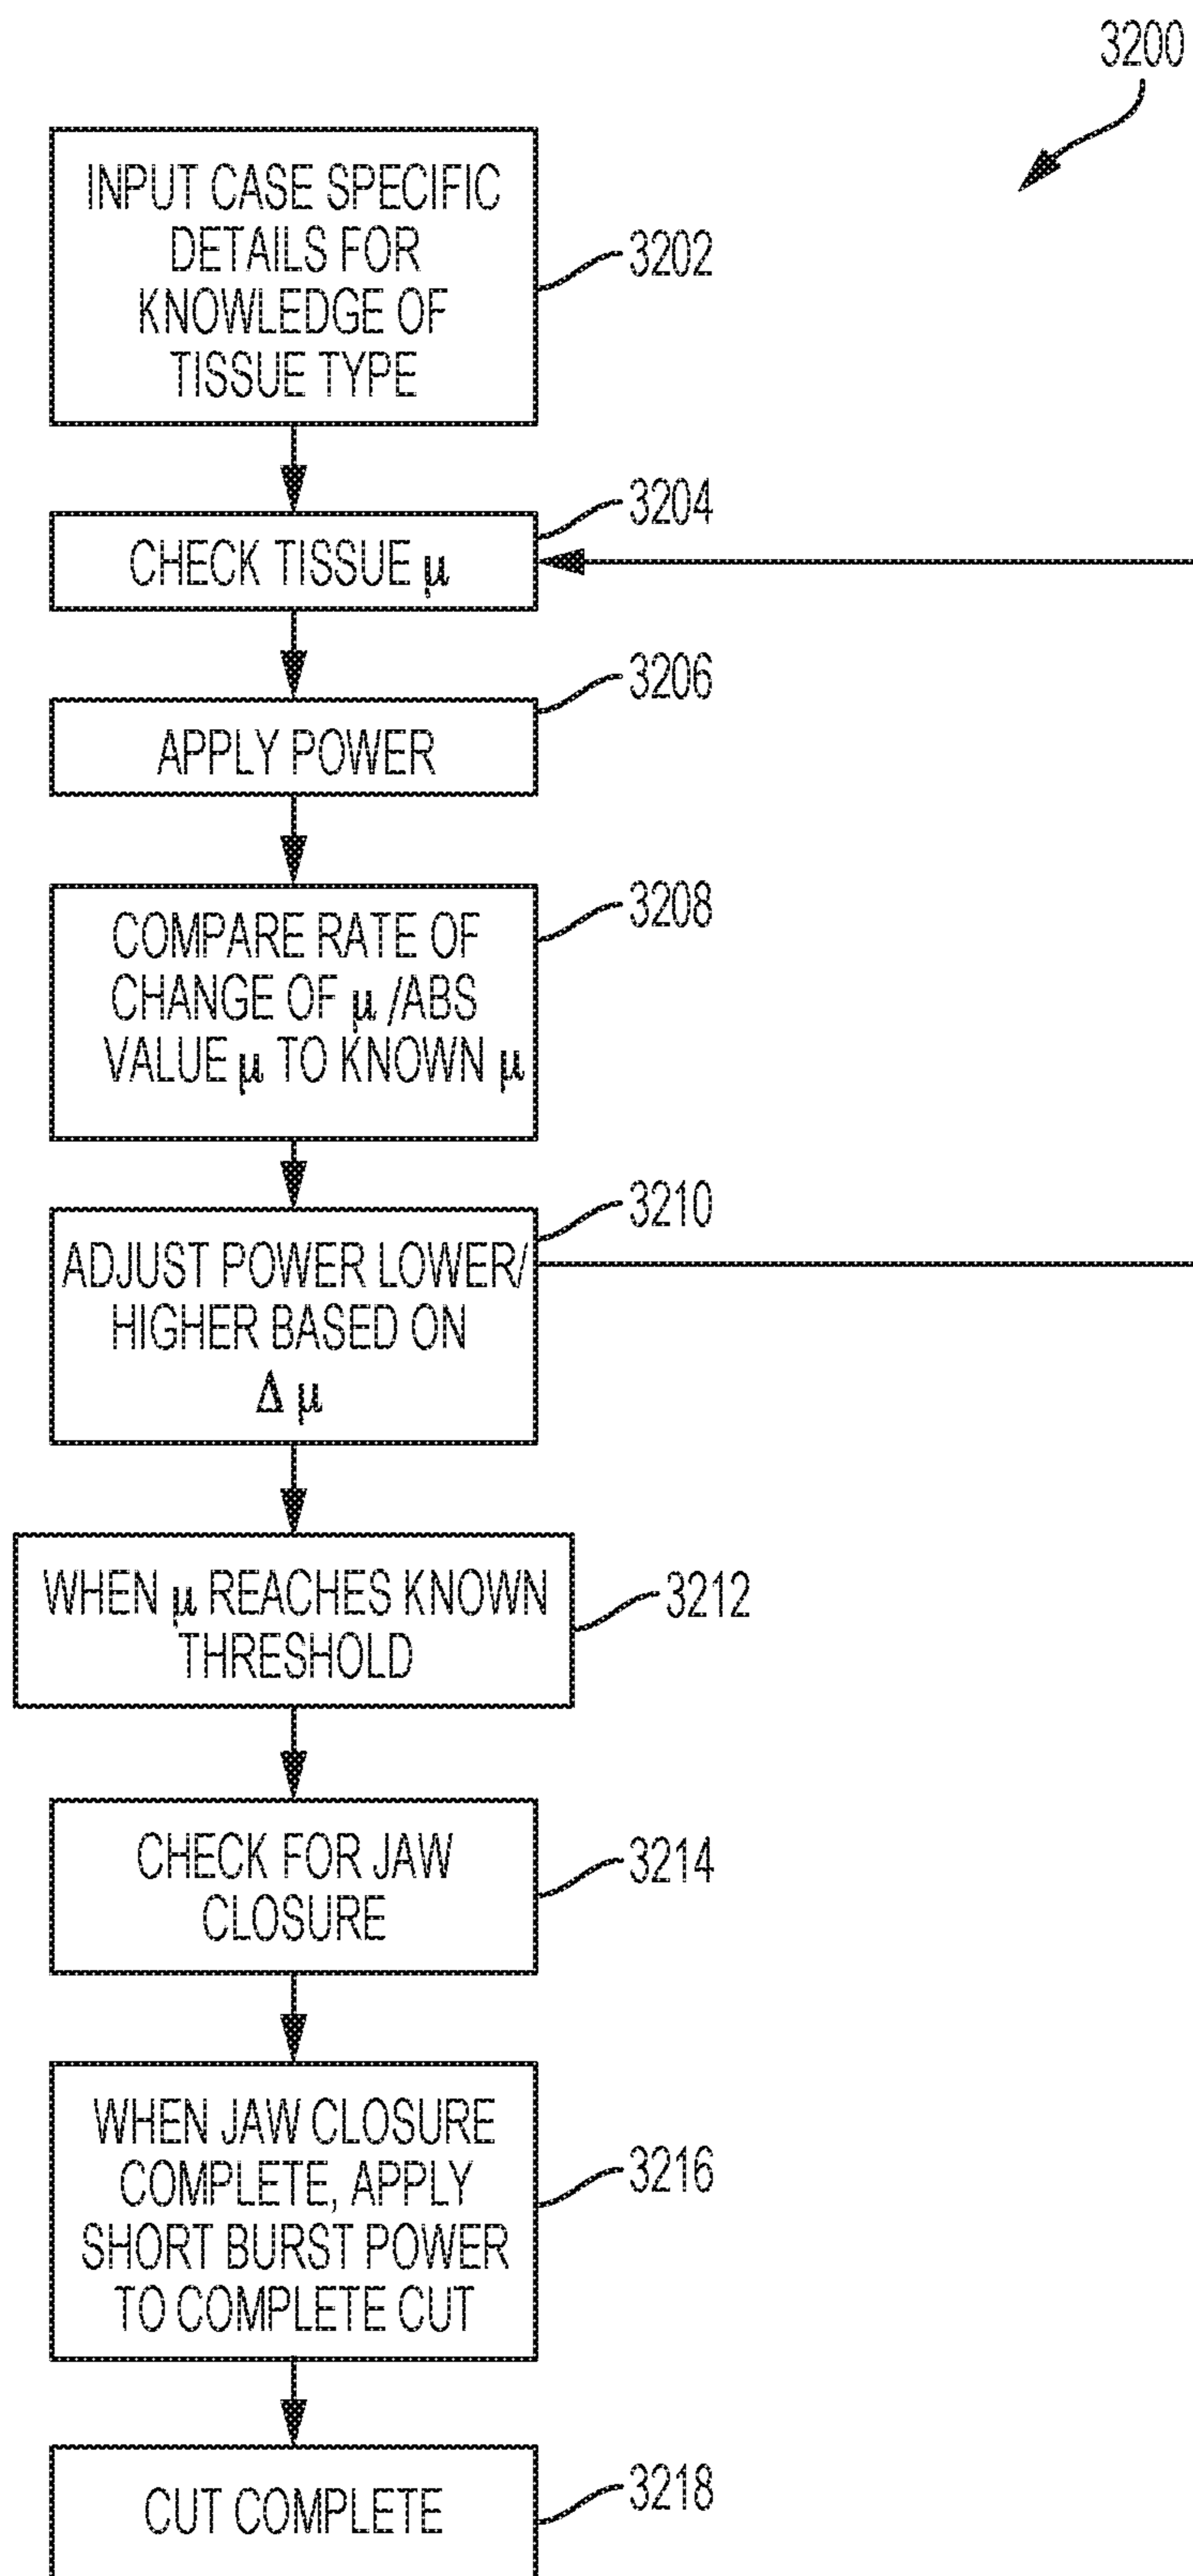 3200
INPUT CASE SPECIFIC
DETAILS FOR
KNOWLEDGE OF
TISSUE TYPE
3202
CHECK TISSUE μ
3204
APPLY POWER
3206
COMPARE RATE OF
CHANGE OF μ /ABS
VALUE μ TO KNOWN μ
3208
ADJUST POWER LOWER/
HIGHER BASED ON
Δ μ
3210
WHEN μ REACHES KNOWN
THRESHOLD
3212
CHECK FOR JAW
CLOSURE
3214
WHEN JAW CLOSURE
COMPLETE, APPLY
SHORT BURST POWER
TO COMPLETE CUT
3216
CUT COMPLETE
3218